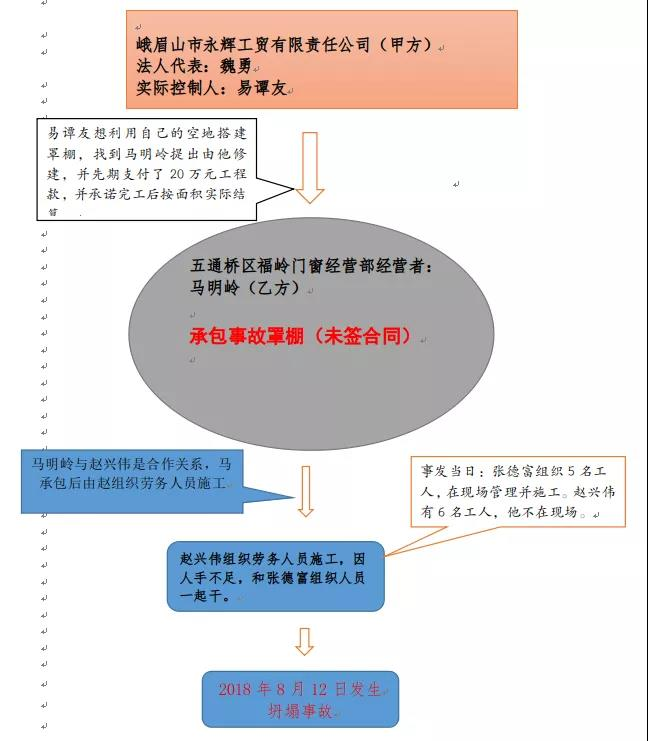 峨眉山市永辉工贸有限责任公司（甲方）
法人代表：魏勇
实际控制人：易谭友
易谭友想利用自己的空地搭建
罩棚，找到马明岭提出由他修
建，并先期支付了 20 万元工程
款，并承诺完工后按面积实际结
五通桥区福岭门窗经营部经营者：
马明岭（乙方）
承包事故罩棚（未签合同）
马明岭与赵兴伟是合作关系，马
承包后由赵组织劳务人员施工
事发当日：张德富组织 5 名工
人，在现场管理并施工。赵兴伟
有 6 名工人，他不在现场。
赵兴伟组织劳务人员施工，因
人手不足，和张德富组织人员
一起干。
2018 年 8 月 12 日发生
坍塌事故